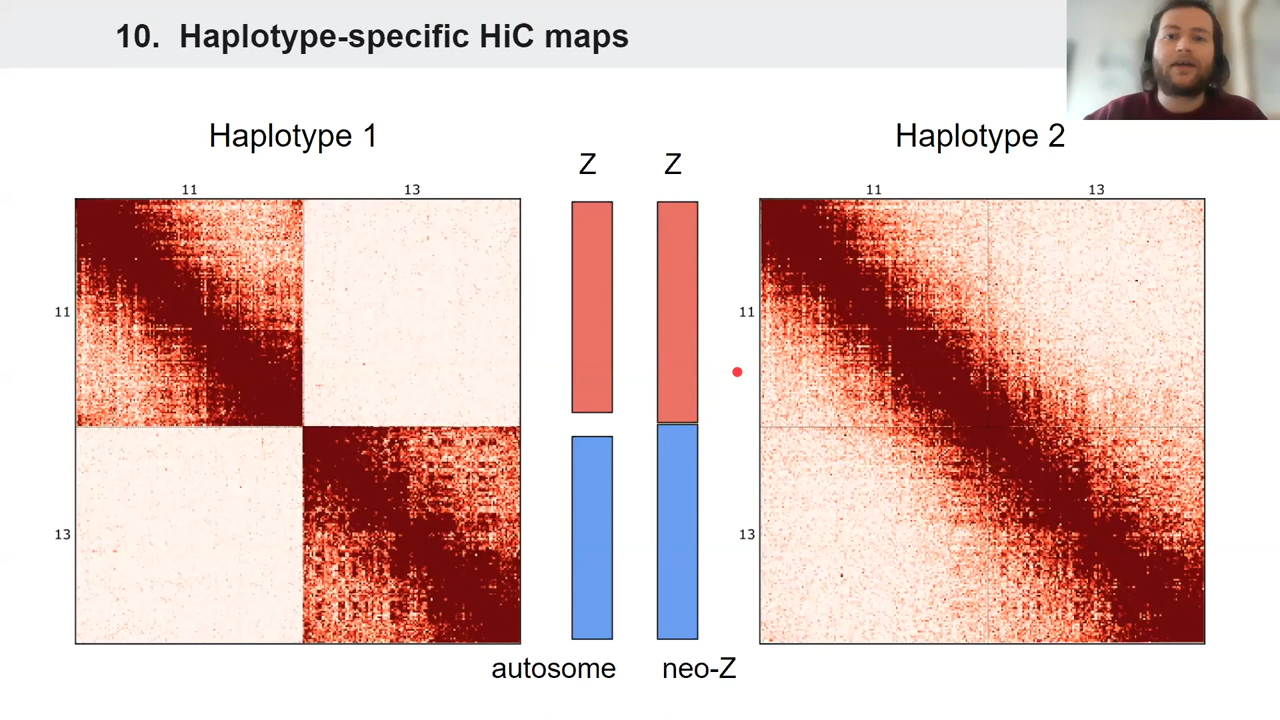 10. Haplotype-specific HiC maps
Haplotype 1
Z
Z
Haplotype 2
11
13
11
13
11
13
11
13
autosome
neo-Z